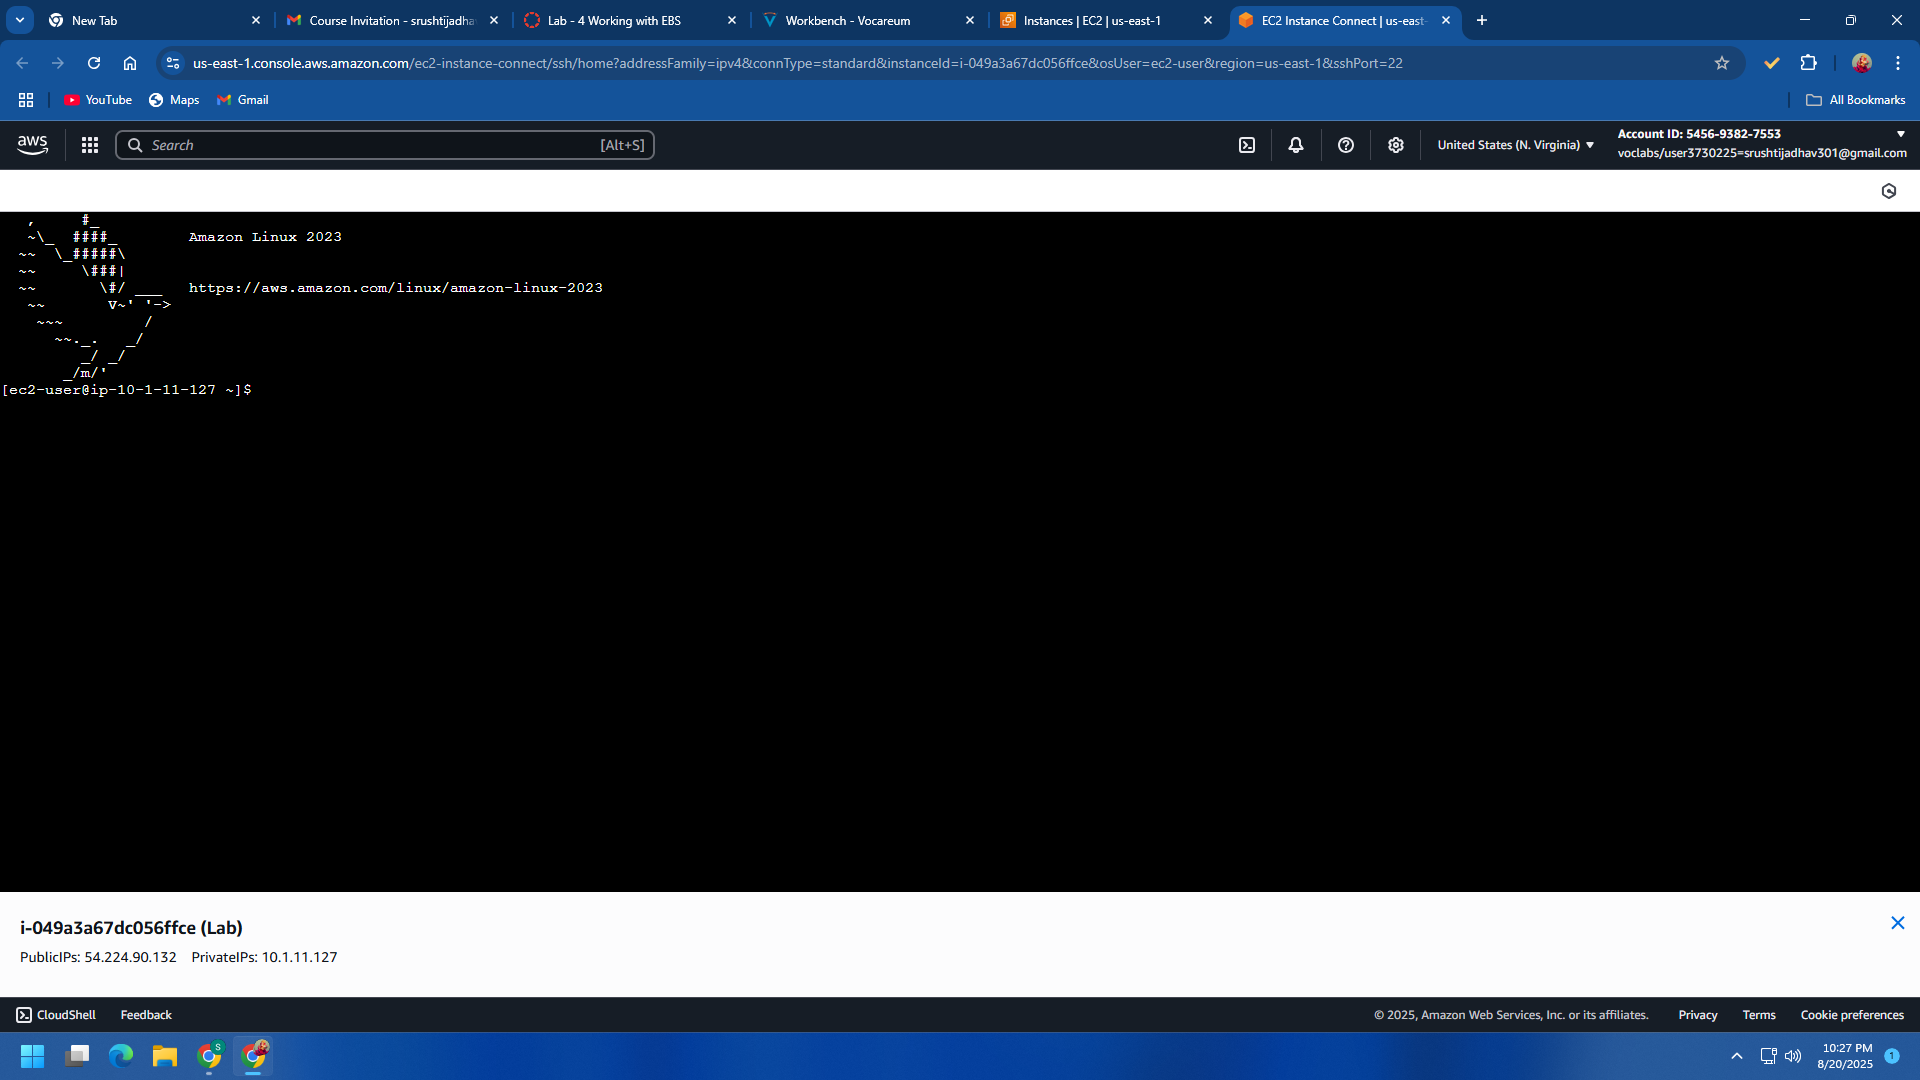 New Tab
Course Invitation - srushtijadha
Lab - 4 Working with EBS
Workbench - Vocareum
Instances | EC2 | us-east-1
EC2 Instance Connect | us-east-
us-east-1.console.aws.amazon.com/ec2-instance-connect/ssh/home?addressFamily=ipv4&connType=standard&instanceId=i-049a3a67dc056ffce&osUser=ec2-user&region=us-east-1&sshPort=22
YouTube
Maps
Gmail
All Bookmarks
aws
Search
[Alt+S]
United States (N. Virginia)
Account ID: 5456-9382-7553
voclabs/user3730225=srushtijadhav301@gmail.com
   ,     #_
   ~\_  ####_        Amazon Linux 2023
  ~~  \_#####\
  ~~     \###|
  ~~       \#/ ___   https://aws.amazon.com/linux/amazon-linux-2023
   ~~       V~' '->
    ~~~         /
      ~~._.   _/
         _/ _/
       _/m/'
[ec2-user@ip-10-1-11-127 ~]$
i-049a3a67dc056ffce (Lab)
PublicIPs: 54.224.90.132 PrivateIPs: 10.1.11.127
CloudShell
Feedback
© 2025, Amazon Web Services, Inc. or its affiliates.
Privacy
Terms
Cookie preferences
S
10:27 PM
8/20/2025
1